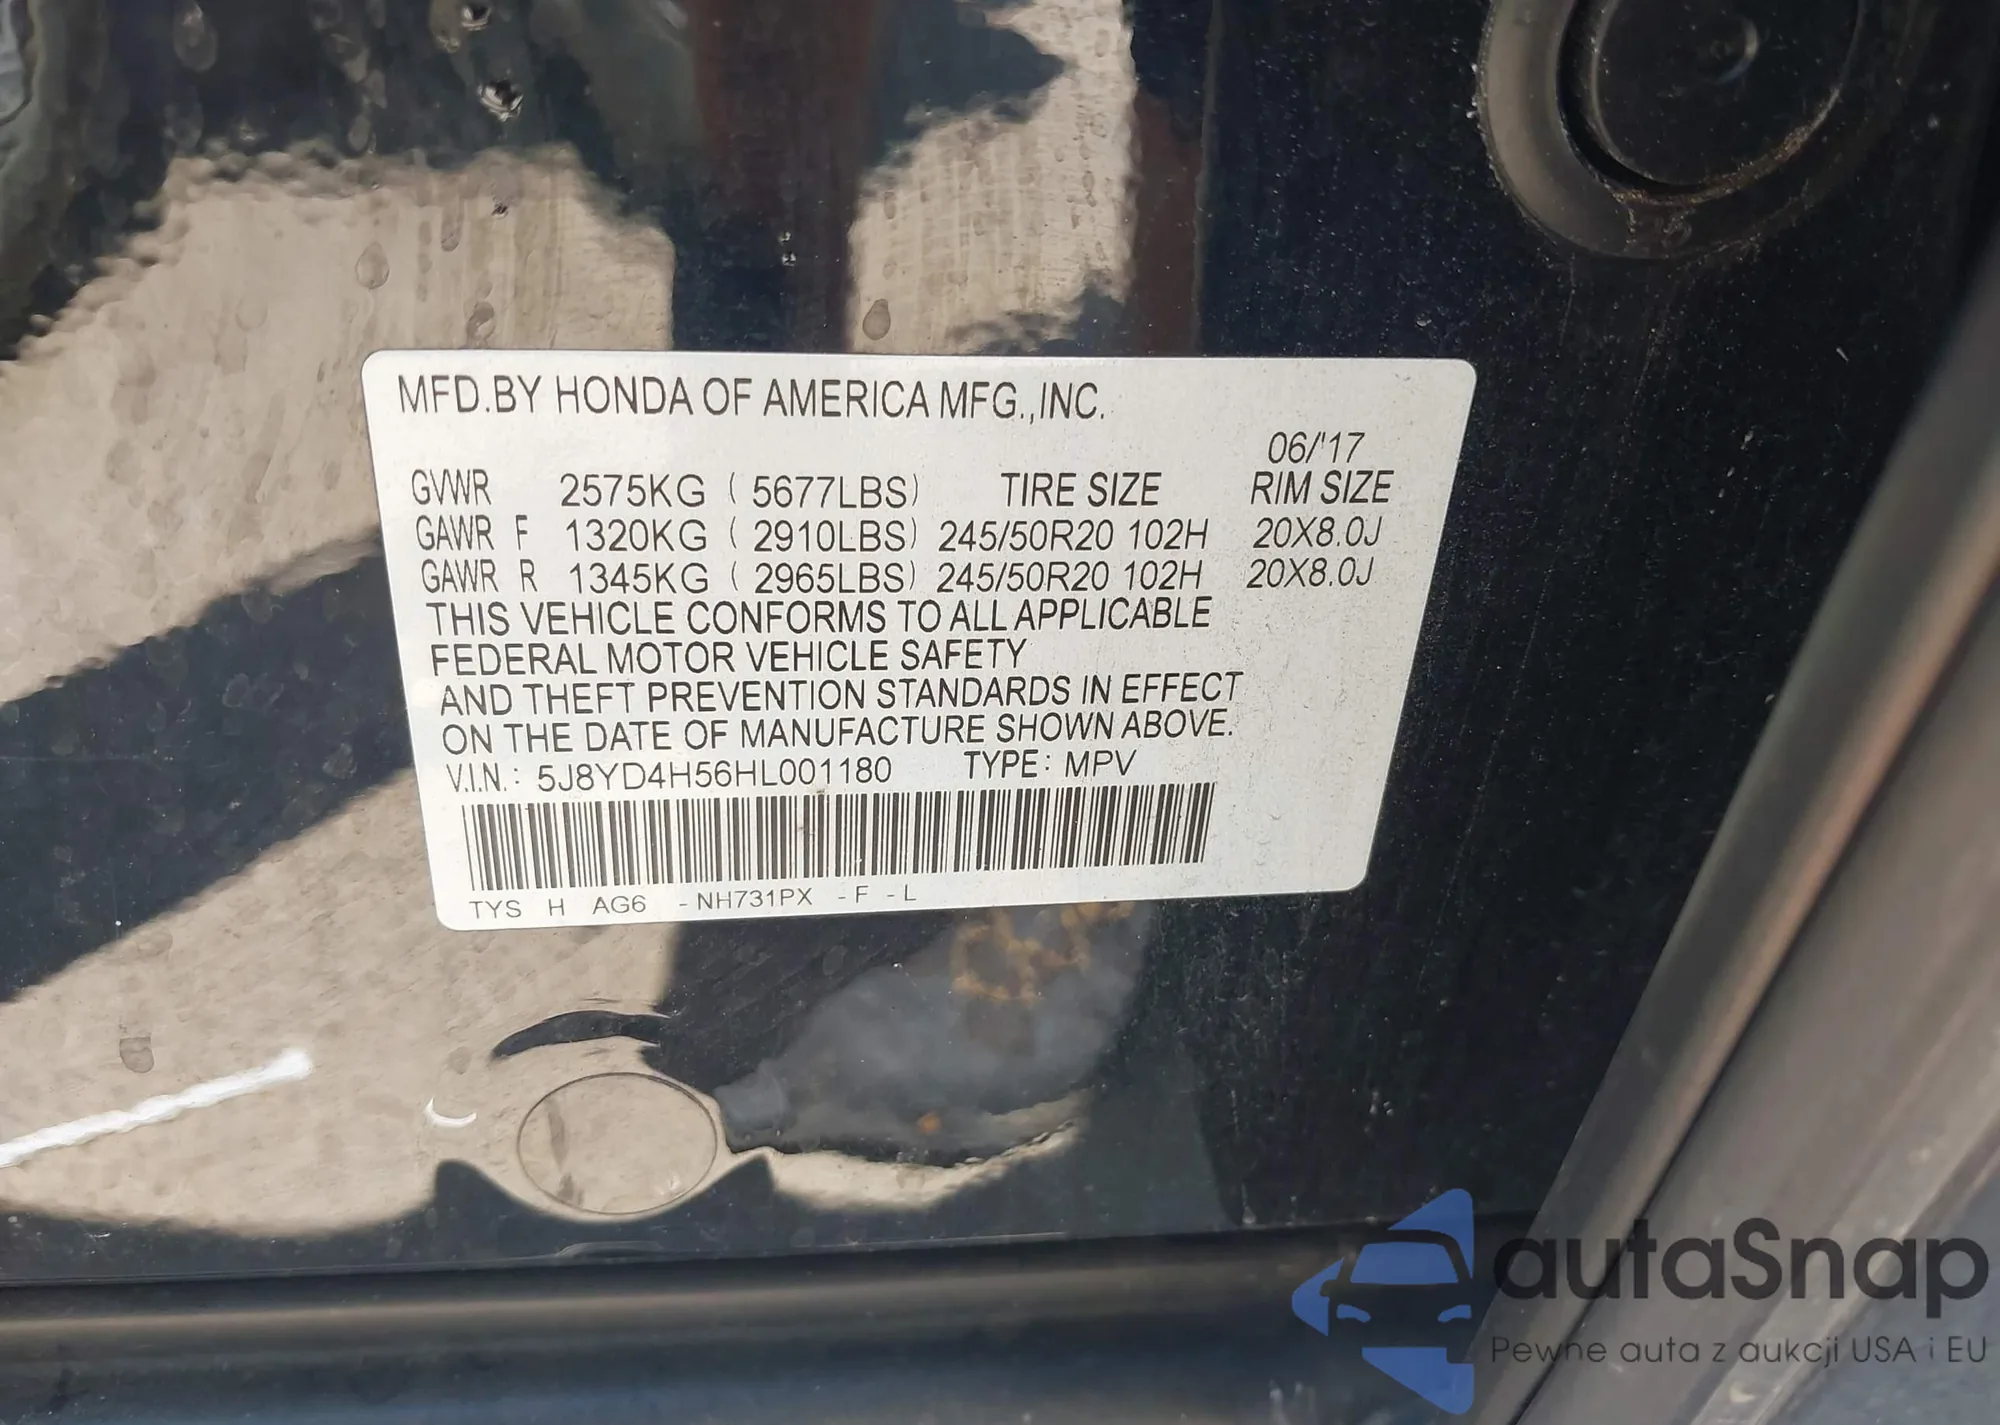 MFD.BY HONDA OF AMERICA MFG.,INC.
06/'17
GVWR 2575KG ( 5677LBS) TIRE SIZE RIM SIZE
GAWR F 1320KG ( 2910LBS) 245/50R20 102H 20X8.0J
GAWR R 1345KG ( 2965LBS) 245/50R20 102H 20X8.0J
THIS VEHICLE CONFORMS TO ALL APPLICABLE
FEDERAL MOTOR VEHICLE SAFETY
AND THEFT PREVENTION STANDARDS IN EFFECT
ON THE DATE OF MANUFACTURE SHOWN ABOVE.
V.I.N.: 5J8YD4H56HL001180 TYPE: MPV
TYS H AG6 -NH731PX -F -L
autaSnap
Pewne auta z aukcji USA i EU